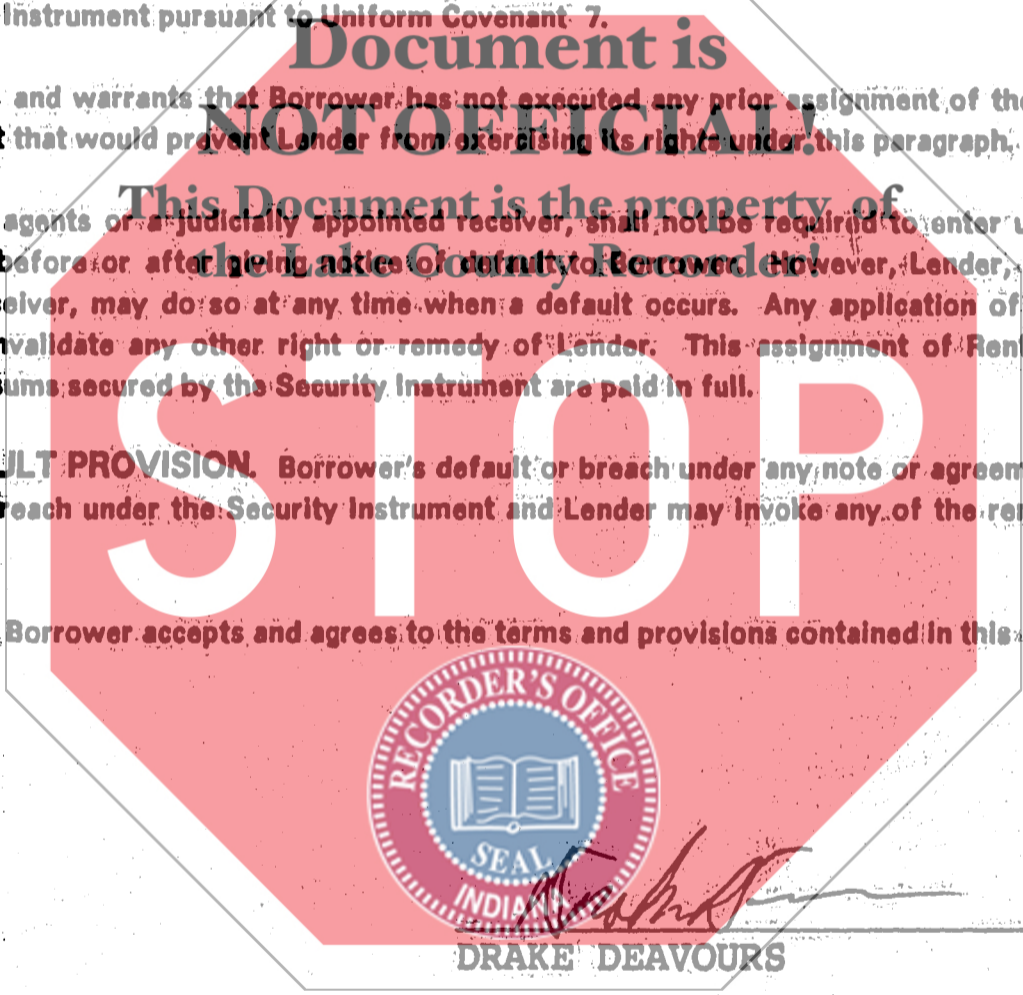 Instrument pursuant to Uniform Covenant 7.
Document is
and warrants that Borrower has not executed any prior assignment of the
NOT OFFICIAL!
that would prevent Lender from exercising its rights under this paragraph.
This Document is the property of
agents or a judicially appointed receiver, shall not be required to enter u
the Lake County Recorder!
before or after giving notice of default to Borrower. However, Lender,
eiver, may do so at any time when a default occurs. Any application of
nvalidate any other right or remedy of Lender. This assignment of Rent
sums secured by the Security Instrument are paid in full.
STOP
ULT PROVISION. Borrower's default or breach under any note or agreem
reach under the Security Instrument and Lender may invoke any of the re
Borrower accepts and agrees to the terms and provisions contained in this
RECORDER'S OFFICE
SEAL
INDIANA
DRAKE DEAVOURS